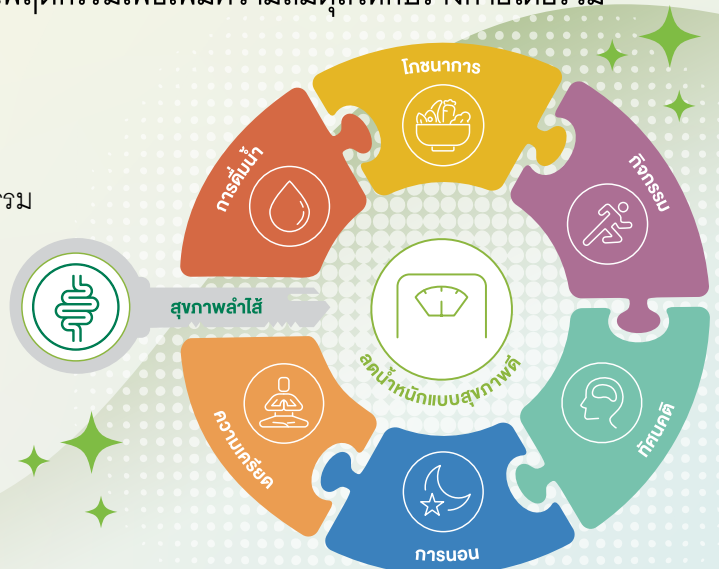 โภชนาการ
การดื่มน้ำ
กิจกรรม
สุขภาพลำไส้
ลดน้ำหนักแบบสุขภาพดี
ความเครียด
ทัศนคติ
การนอน